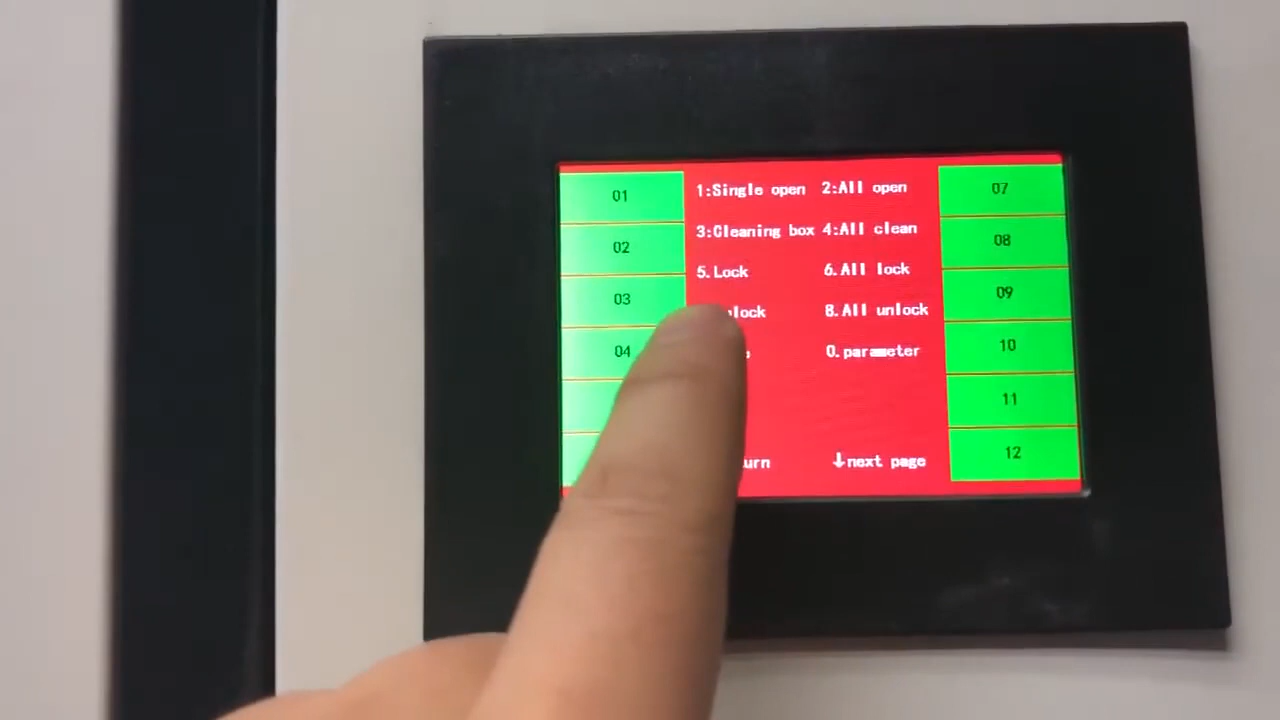 01
02
03
04
1:Single open 2:All open
3:Cleaning box 4:All clean
5.Lock 6.All lock
8.All unlock
0.parameter
↓next page
07
08
09
10
11
12